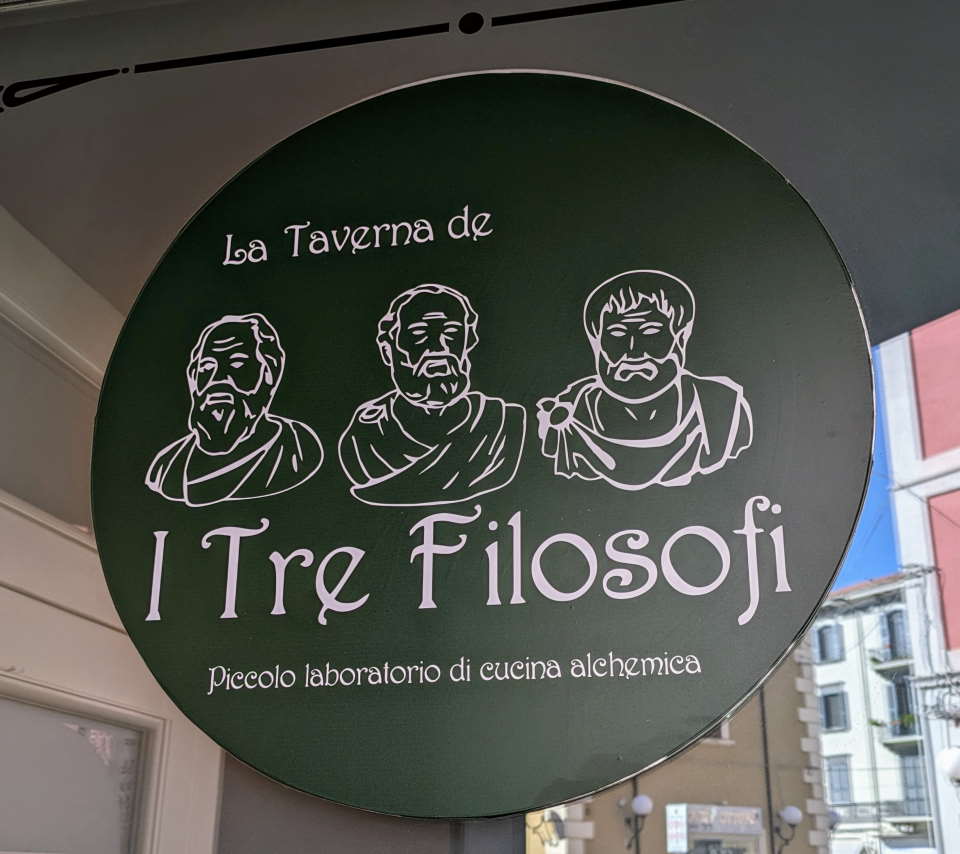 La Taverna de
I Tre Filosofi
Piccolo laboratorio di cucina alchemica